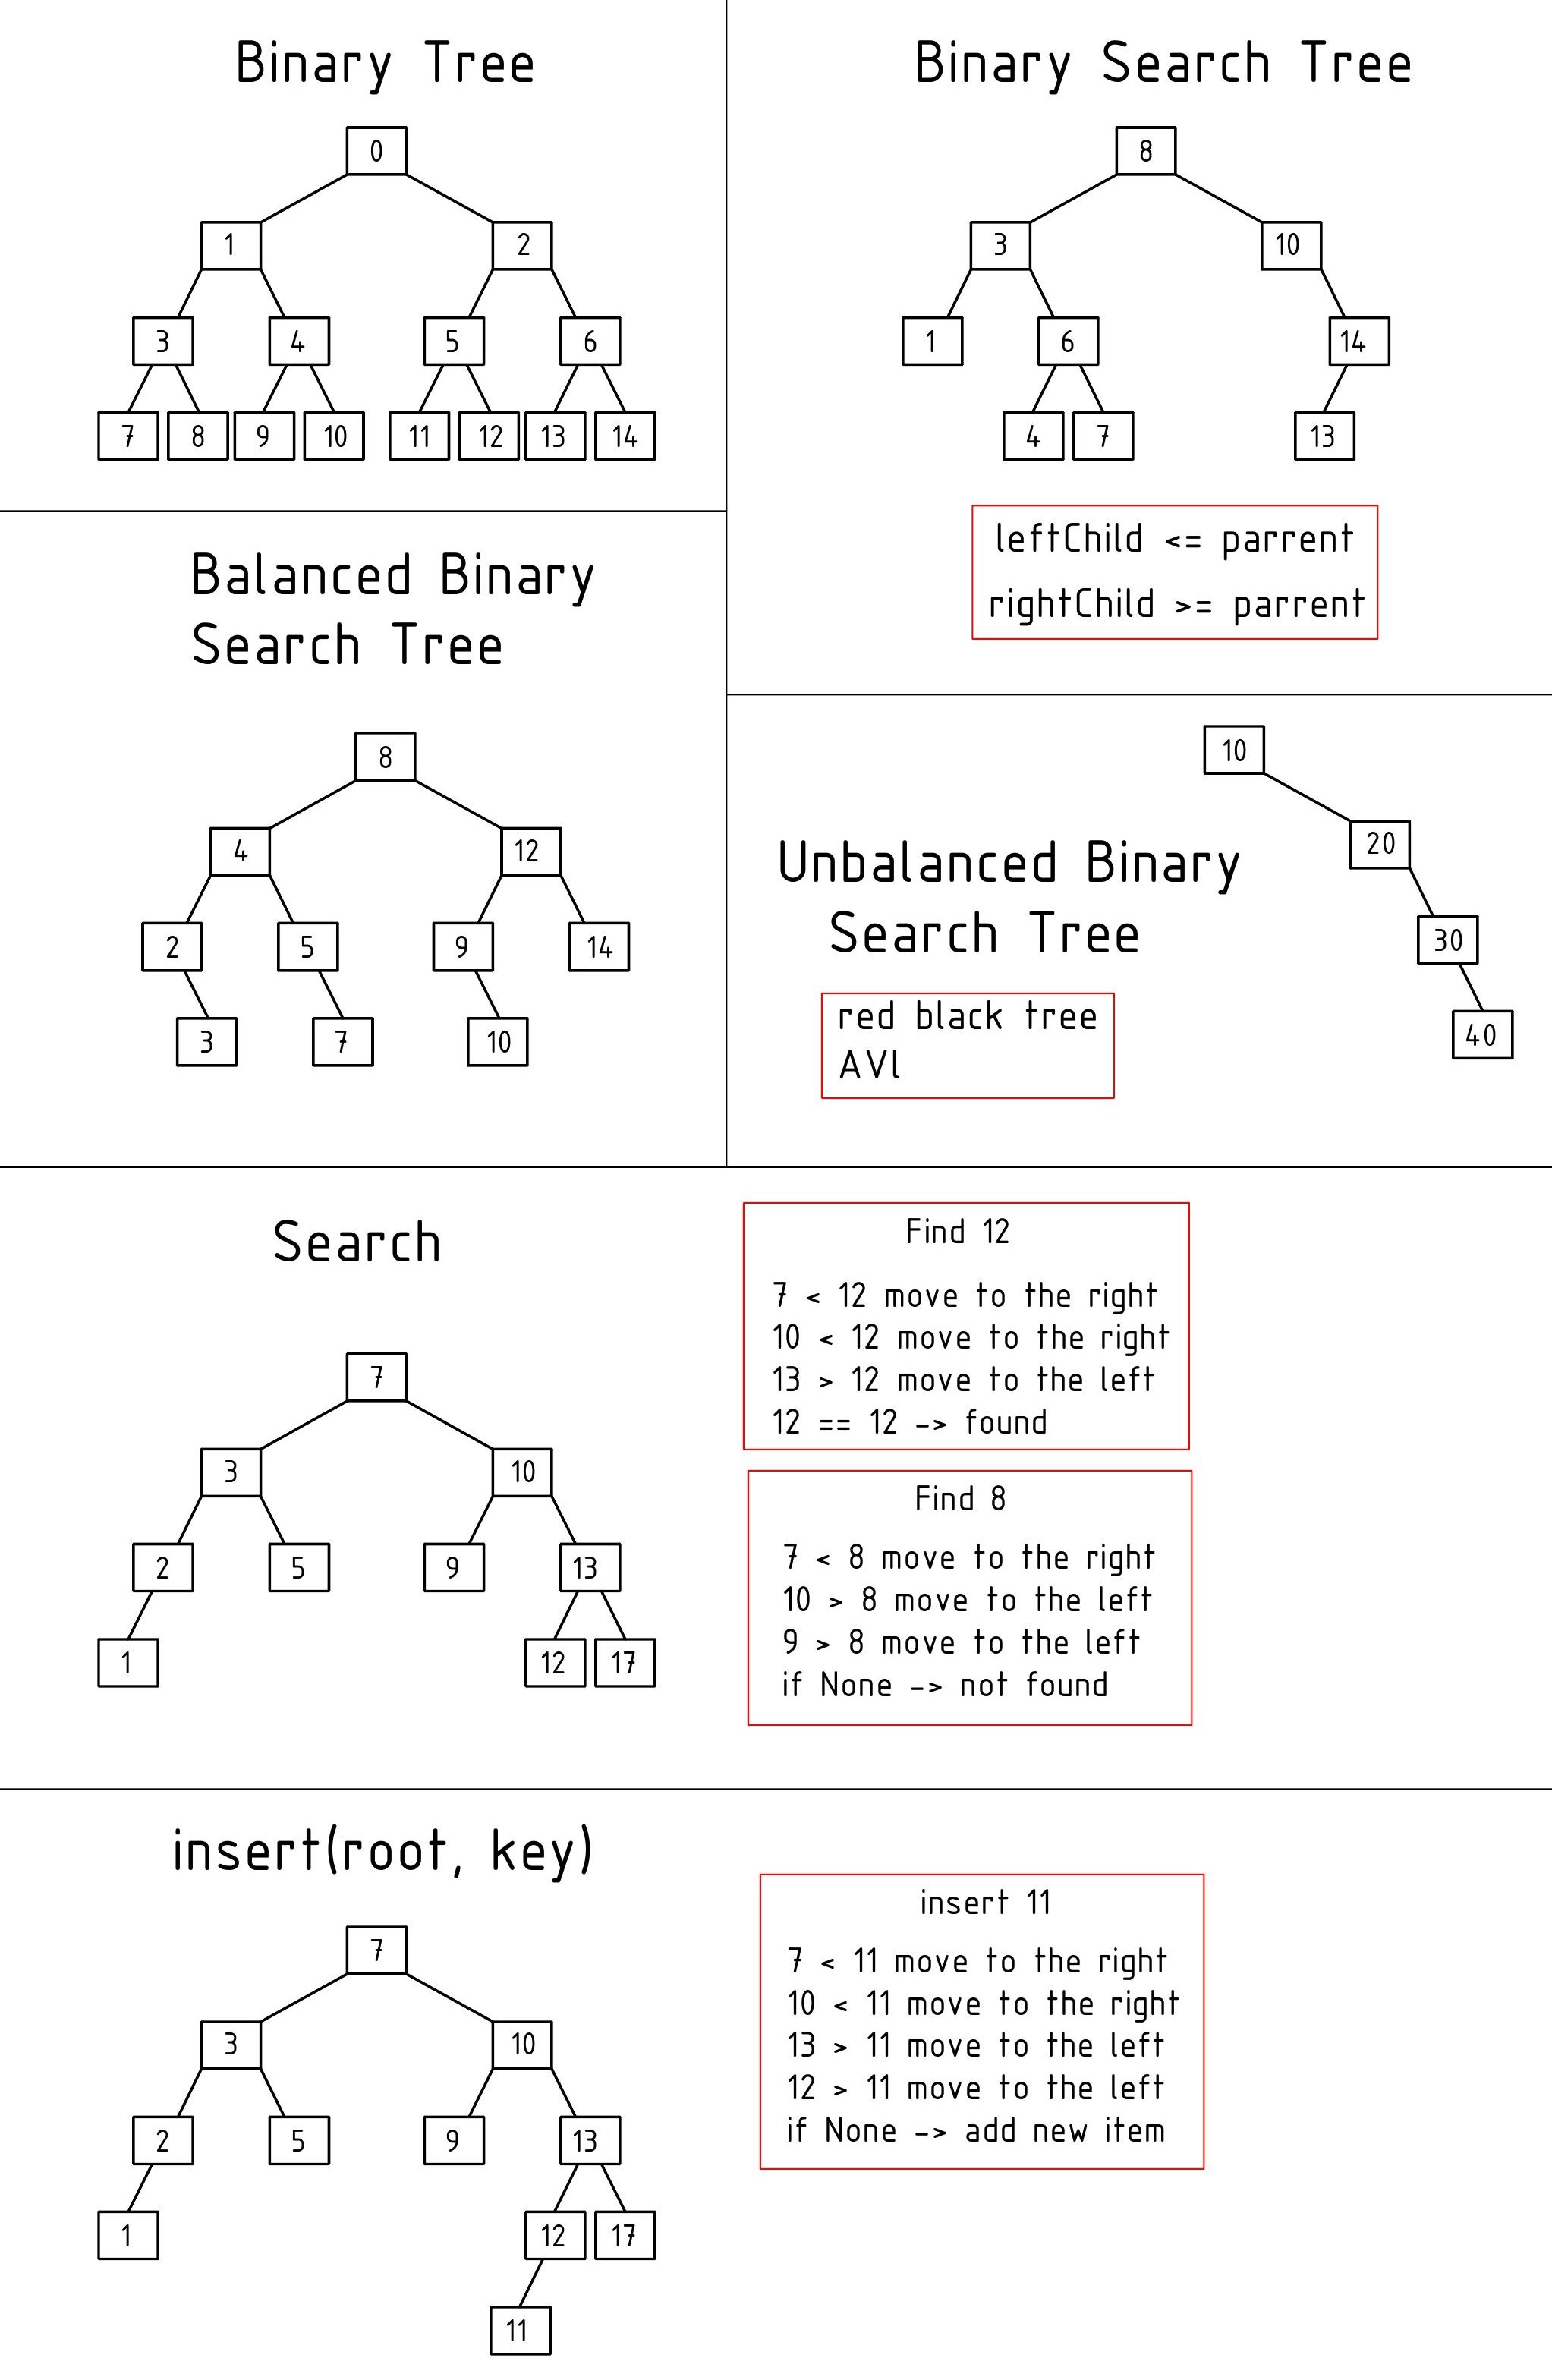 Binary Tree
0
1 2
3 4 5 6
7 8 9 10 11 12 13 14
Binary Search Tree
8
3 10
1 6 14
4 7 13
leftChild <= parrent
rightChild >= parrent
Balanced Binary
Search Tree
8
4 12
2 5 9 14
3 7 10
Unbalanced Binary
Search Tree
red black tree
AVl
10
20
30
40
Search
7
3 10
2 5 9 13
1 12 17
Find 12
7 < 12 move to the right
10 < 12 move to the right
13 > 12 move to the left
12 == 12 -> found
Find 8
7 < 8 move to the right
10 > 8 move to the left
9 > 8 move to the left
if None -> not found
insert(root, key)
7
3 10
2 5 9 13
1 12 17
11
insert 11
7 < 11 move to the right
10 < 11 move to the right
13 > 11 move to the left
12 > 11 move to the left
if None -> add new item